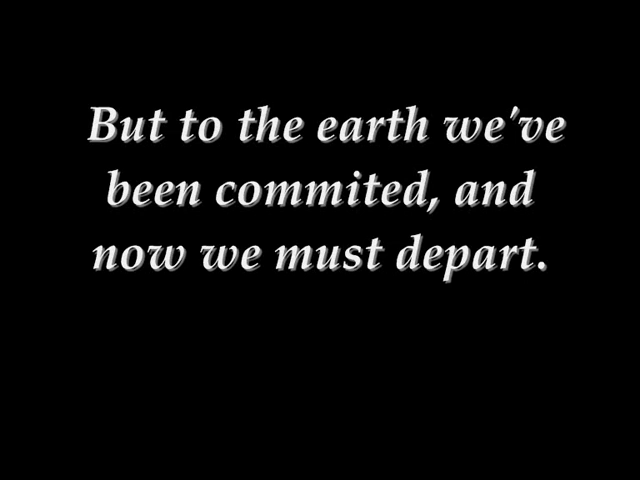 But to the earth we've
been commited, and
now we must depart.